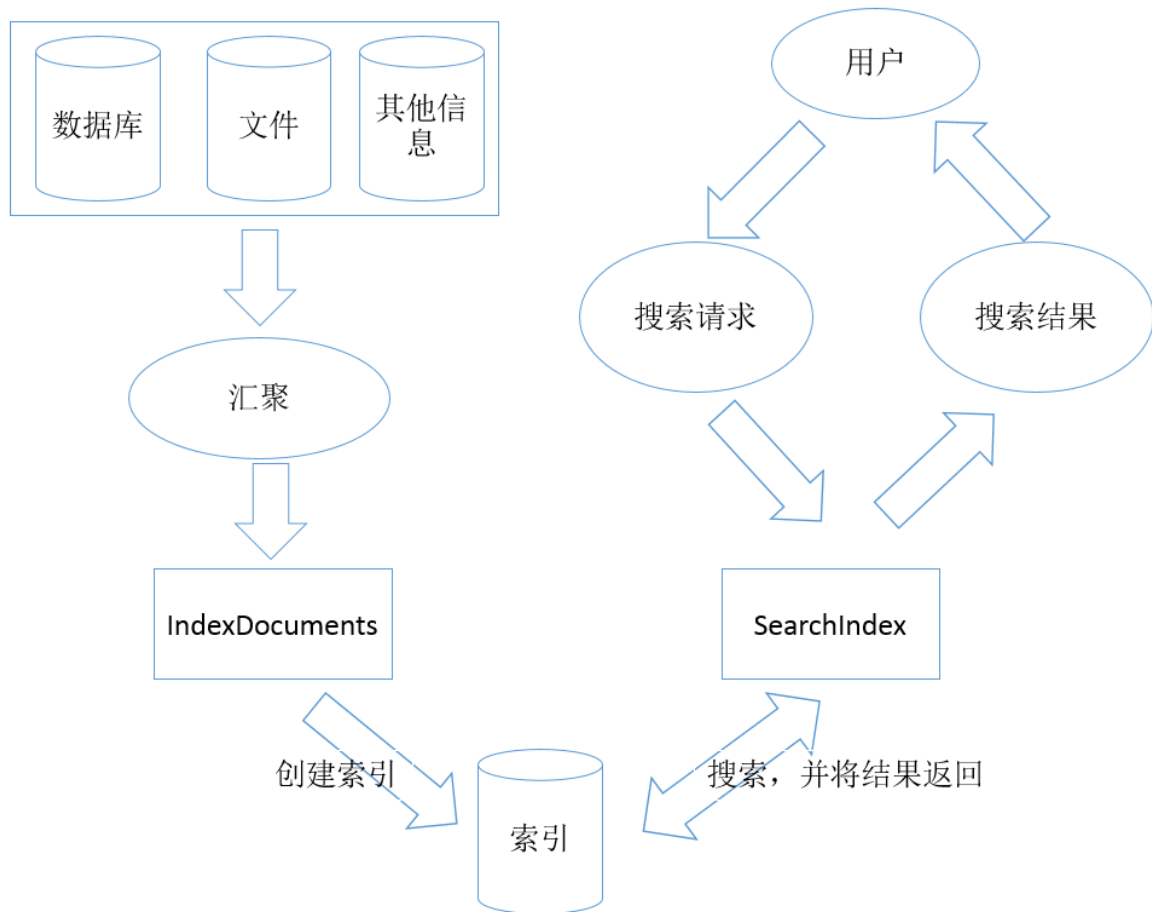 用户
数据库
文件
其他信
息
搜索请求
搜索结果
汇聚
IndexDocuments
SearchIndex
创建索引
搜索，并将结果返回
索引